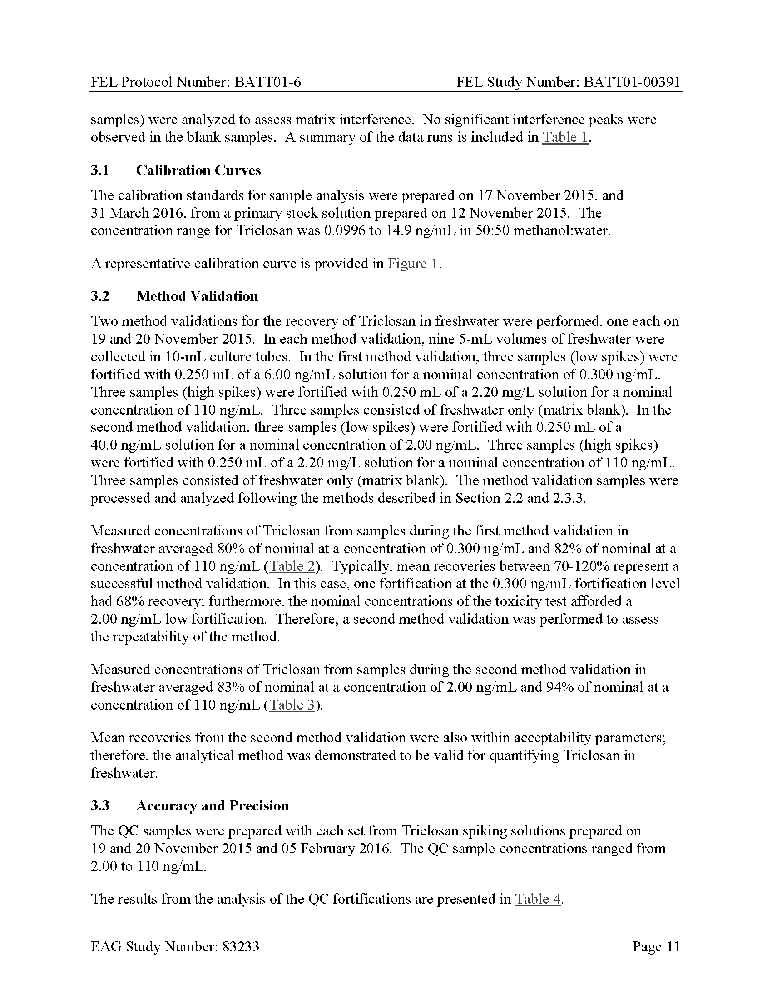 FEL Protocol Number: BATT01-6 FEL Study Number: BATT01-00391
samples) were analyzed to assess matrix interference.  No significant interference peaks were
observed in the blank samples.  A summary of the data runs is included in Table 1.
3.1 Calibration Curves
The calibration standards for sample analysis were prepared on 17 November 2015, and
31 March 2016, from a primary stock solution prepared on 12 November 2015.  The
concentration range for Triclosan was 0.0996 to 14.9 ng/mL in 50:50 methanol:water.
A representative calibration curve is provided in Figure 1.
3.2 Method Validation
Two method validations for the recovery of Triclosan in freshwater were performed, one each on
19 and 20 November 2015.  In each method validation, nine 5-mL volumes of freshwater were
collected in 10-mL culture tubes.  In the first method validation, three samples (low spikes) were
fortified with 0.250 mL of a 6.00 ng/mL solution for a nominal concentration of 0.300 ng/mL.
Three samples (high spikes) were fortified with 0.250 mL of a 2.20 mg/L solution for a nominal
concentration of 110 ng/mL.  Three samples consisted of freshwater only (matrix blank).  In the
second method validation, three samples (low spikes) were fortified with 0.250 mL of a
40.0 ng/mL solution for a nominal concentration of 2.00 ng/mL.  Three samples (high spikes)
were fortified with 0.250 mL of a 2.20 mg/L solution for a nominal concentration of 110 ng/mL.
Three samples consisted of freshwater only (matrix blank).  The method validation samples were
processed and analyzed following the methods described in Section 2.2 and 2.3.3.
Measured concentrations of Triclosan from samples during the first method validation in
freshwater averaged 80% of nominal at a concentration of 0.300 ng/mL and 82% of nominal at a
concentration of 110 ng/mL (Table 2).  Typically, mean recoveries between 70-120% represent a
successful method validation.  In this case, one fortification at the 0.300 ng/mL fortification level
had 68% recovery; furthermore, the nominal concentrations of the toxicity test afforded a
2.00 ng/mL low fortification.  Therefore, a second method validation was performed to assess
the repeatability of the method.
Measured concentrations of Triclosan from samples during the second method validation in
freshwater averaged 83% of nominal at a concentration of 2.00 ng/mL and 94% of nominal at a
concentration of 110 ng/mL (Table 3).
Mean recoveries from the second method validation were also within acceptability parameters;
therefore, the analytical method was demonstrated to be valid for quantifying Triclosan in
freshwater.
3.3 Accuracy and Precision
The QC samples were prepared with each set from Triclosan spiking solutions prepared on
19 and 20 November 2015 and 05 February 2016.  The QC sample concentrations ranged from
2.00 to 110 ng/mL.
The results from the analysis of the QC fortifications are presented in Table 4.
EAG Study Number: 83233 Page 11